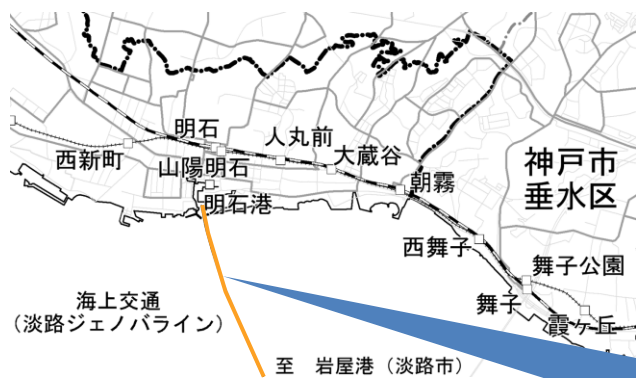 明石
人丸前
西新町
山陽明石
大蔵谷
朝霧
明石港
神戸市
垂水区
西舞子
舞子公園
舞子
霞ヶ丘
海上交通
（淡路ジェノバライン）
至 岩屋港（淡路市）